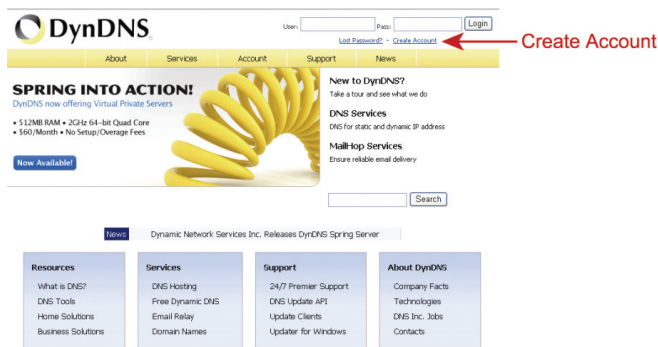 DynDNS
User: Pass: Login
Lost Password? - Create Account
Create Account
About Services Account Support News
SPRING INTO ACTION!
DynDNS now offering Virtual Private Servers
• 512MB RAM • 2GHz 64-bit Quad Core
• $60/Month • No Setup/Overage Fees
Now Available!
New to DynDNS?
Take a tour and see what we do
DNS Services
DNS for static and dynamic IP address
MailHop Services
Ensure reliable email delivery
Search
News Dynamic Network Services Inc. Releases DynDNS Spring Server
Resources
What is DNS?
DNS Tools
Home Solutions
Business Solutions
Services
DNS Hosting
Free Dynamic DNS
Email Relay
Domain Names
Support
24/7 Premier Support
DNS Update API
Update Clients
Updater for Windows
About DynDNS
Company Facts
Technologies
DNS Inc. Jobs
Contacts